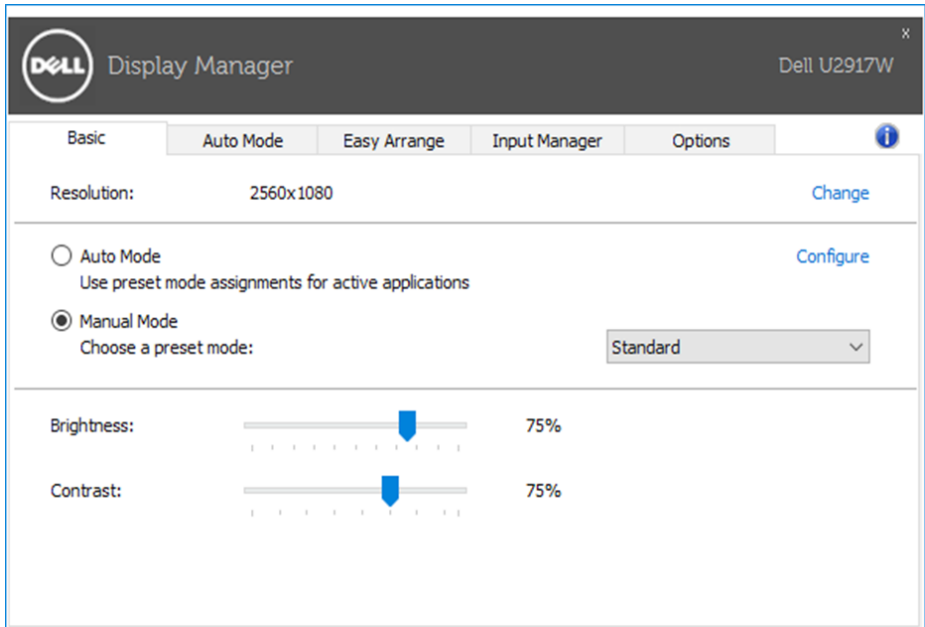 x
DELL Display Manager Dell U2917W
Basic Auto Mode Easy Arrange Input Manager Options i
Resolution: 2560x1080 Change
Auto Mode Configure
Use preset mode assignments for active applications
Manual Mode
Choose a preset mode: Standard
Brightness: 75%
Contrast: 75%